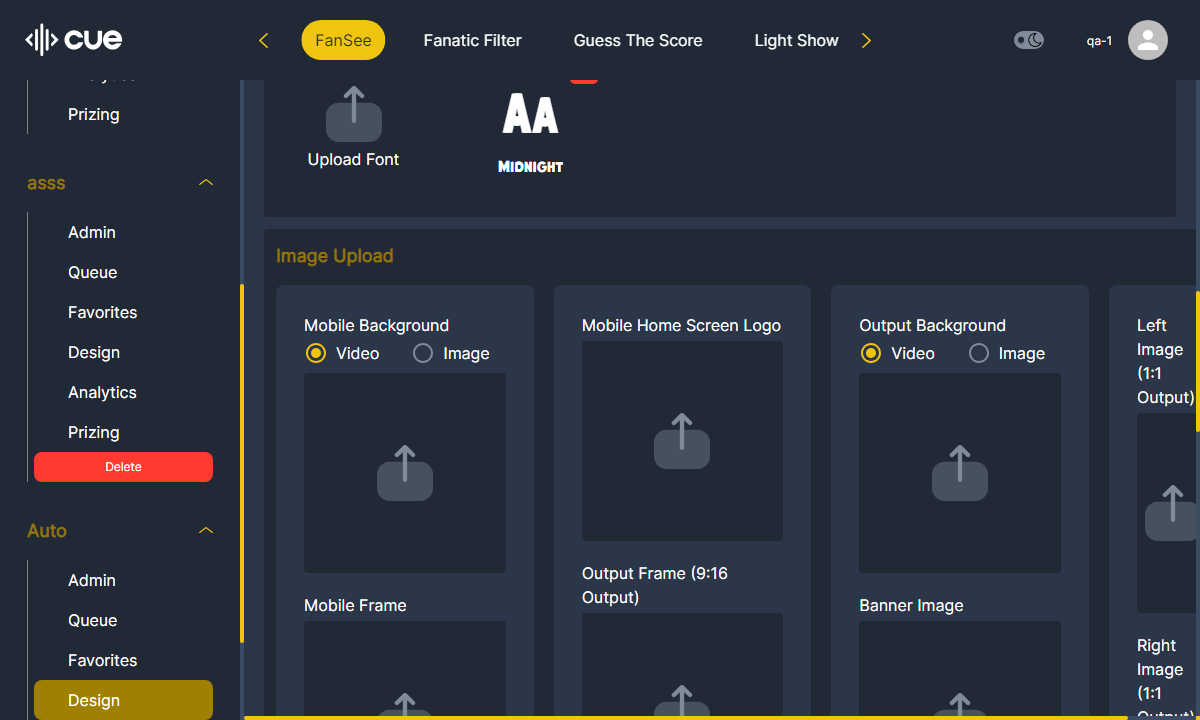 cue
FanSee
Fanatic Filter
Guess The Score
Light Show
qa-1
Prizing
asss
Admin
Queue
Favorites
Design
Analytics
Prizing
Delete
Auto
Admin
Queue
Favorites
Design
Upload Font
AA
MIDNIGHT
Image Upload
Mobile Background
Video
Image
Mobile Frame
Mobile Home Screen Logo
Output Frame (9:16
Output)
Output Background
Video
Image
Banner Image
Left
Image
(1:1
Output)
Right
Image
(1:1
Output)